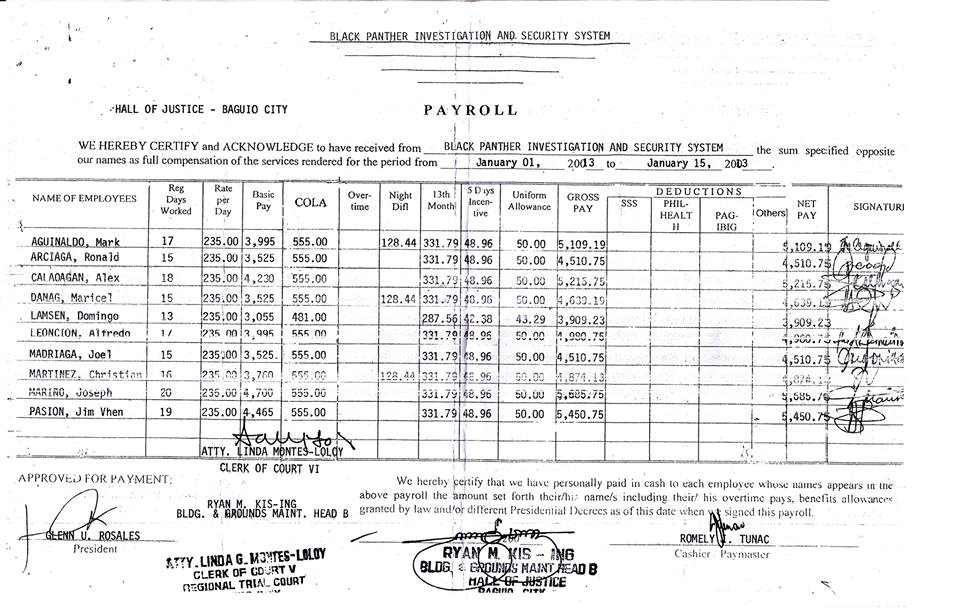 BLACK PANTHER INVESTIGATION AND SECURITY SYSTEM
HALL OF JUSTICE - BAGUIO CITY
PAYROLL
WE HEREBY CERTIFY and ACKNOWLEDGE to have received from BLACK PANTHER INVESTIGATION AND SECURITY SYSTEM the sum specified opposite
our names as full compensation of the services rendered for the period from January 01, 2013 to January 15, 2013.
NAME OF EMPLOYEES Reg Days Worked Rate per Day Basic Pay COLA Over-time Night Difl 13th Month 5 Days Incen-tive Uniform Allowance GROSS PAY DEDUCTIONS SSS PHIL-HEALT H PAG-IBIG Others NET PAY SIGNATURE
AGUINALDO, Mark 17 235.00 3,995 555.00 128.44 331.79 48.96 50.00 5,109.19 5,109.19
ARCIAGA, Ronald 15 235.00 3,525 555.00 331.79 48.96 50.00 4,510.75 4,510.75
CALAOAGAN, Alex 18 235.00 4,230 555.00 331.79 48.96 50.00 5,215.75 5,215.75
DANAG, Maricel 15 235.00 3,525 555.00 128.44 331.79 48.96 50.00 4,639.19 4,639.19
LAMSEN, Domingo 13 235.00 3,055 481.00 287.56 42.38 43.29 3,909.23 3,909.23
LEONCION, Alfredo 17 235.00 3,995 555.00 331.79 48.96 50.00 4,980.75 4,980.75
MADRIAGA, Joel 15 235.00 3,525. 555.00 331.79 48.96 50.00 4,510.75 4,510.75
MARTINEZ, Christian 16 235.00 3,760 555.00 128.44 331.79 48.96 50.00 4,874.13 4,874.13
MARIÑO, Joseph 20 235.00 4,700 555.00 331.79 48.96 50.00 5,685.75 5,685.75
PASION, Jim Vhen 19 235.00 4,465 555.00 331.79 48.96 50.00 5,450.75 5,450.75
ATTY. LINDA MONTES-LOLOY
CLERK OF COURT VI
APPROVED FOR PAYMENT:
We hereby certify that we have personally paid in cash to each employee whose names appears in the
above payroll the amount set forth their/his name/s including their/ his overtime pays, benefits allowances
granted by law and/or different Presidential Decrees as of this date when signed this payroll.
RYAN M. KIS-ING
BLDG. & GROUNDS MAINT. HEAD B
GLENN U. ROSALES
President
ROMELY T. TUNAC
Cashier / Paymaster
ATTY. LINDA G. MONTES-LOLOY
CLERK OF COURT V
REGIONAL TRIAL COURT
RYAN M. KIS - ING
BLDG. & GROUNDS MAINT HEAD B
HALL OF JUSTICE
BAGUIO CITY